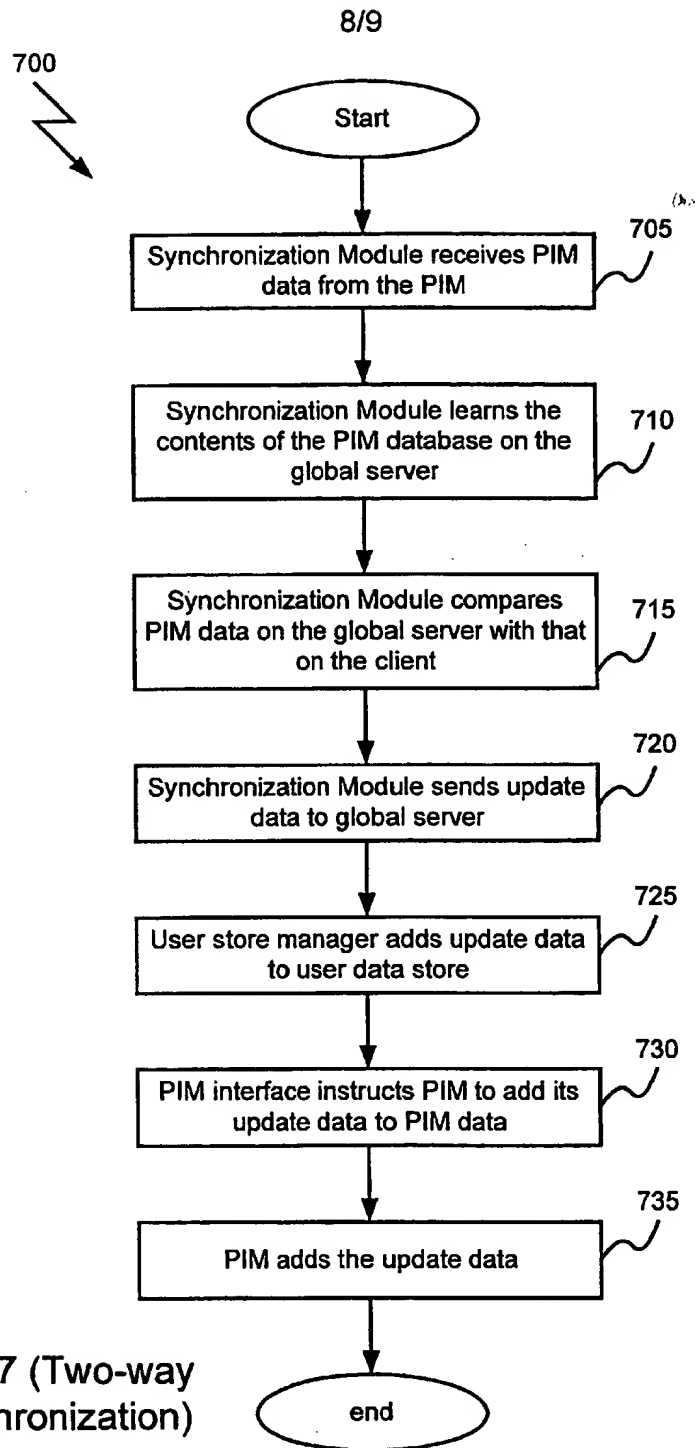 8/9
700
Start
705
Synchronization Module receives PIM
data from the PIM
710
Synchronization Module learns the
contents of the PIM database on the
global server
715
Synchronization Module compares
PIM data on the global server with that
on the client
720
Synchronization Module sends update
data to global server
725
User store manager adds update data
to user data store
730
PIM interface instructs PIM to add its
update data to PIM data
735
PIM adds the update data
7 (Two-way
hronization)
end